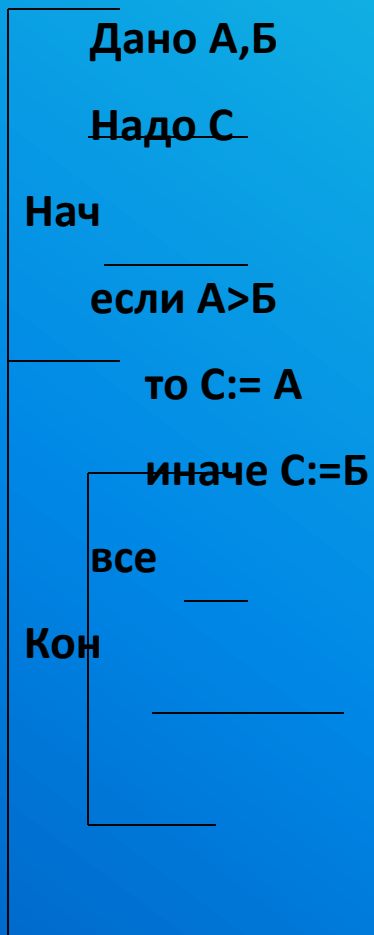 Дано А,Б
Надо С
Нач
если А>Б
то С:= А
иначе С:=Б
все
Кон